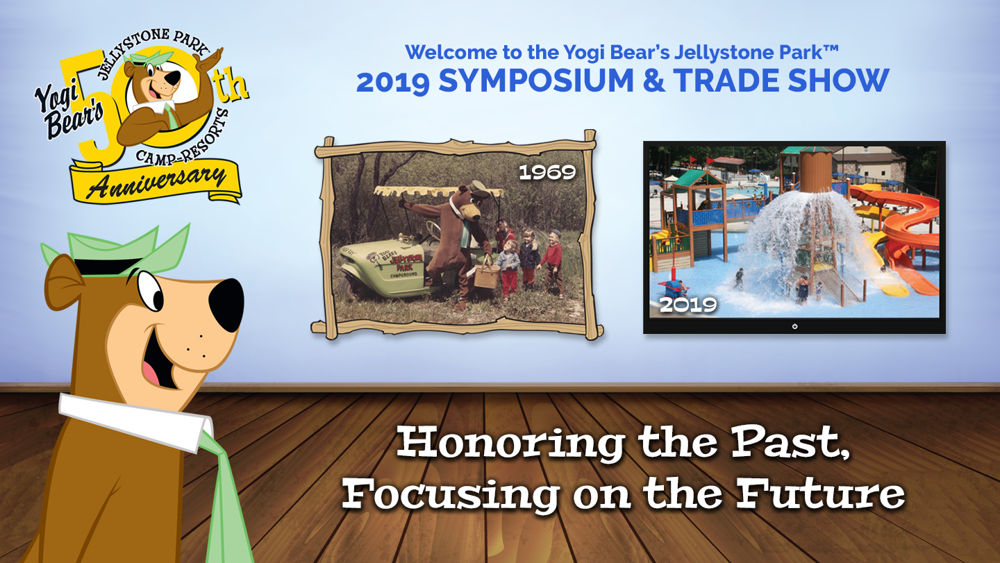 JELLYSTONE PARK™
Yogi
Bear's
50th
CAMP-RESORTS
Anniversary
Welcome to the Yogi Bear's Jellystone Park™
2019 SYMPOSIUM & TRADE SHOW
1969
YOGI
BEAR'S
JELLYSTONE
PARK
CAMPGROUND
2019
Honoring the Past,
Focusing on the Future